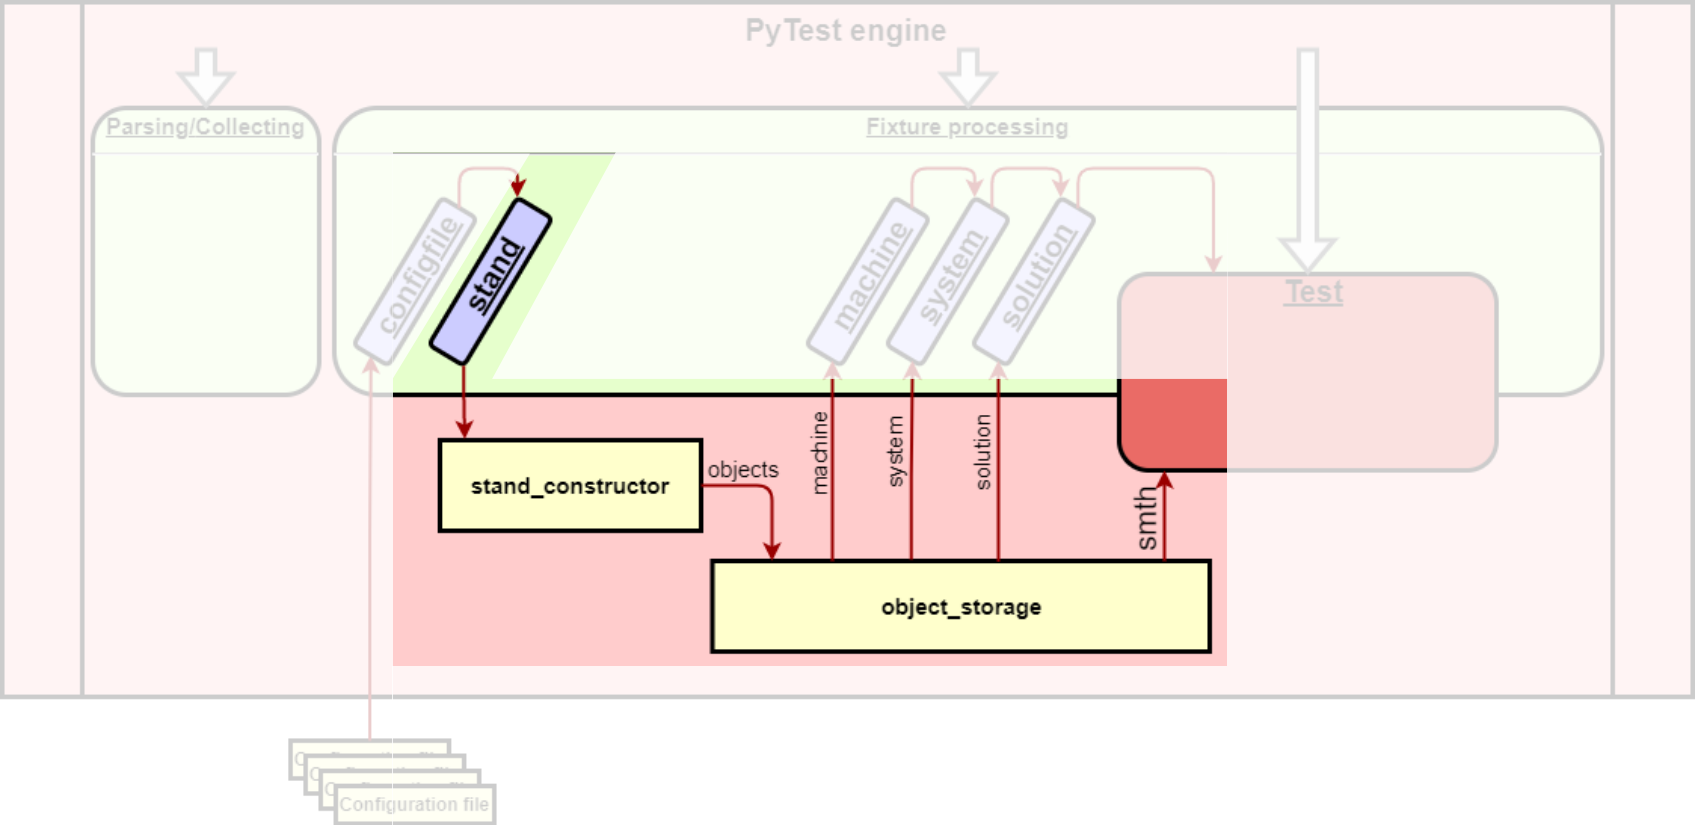 PyTest engine
Parsing/Collecting
Fixture processing
configfile
stand
machine
system
solution
Test
stand_constructor
objects
machine
system
solution
smth
object_storage
Configuration file